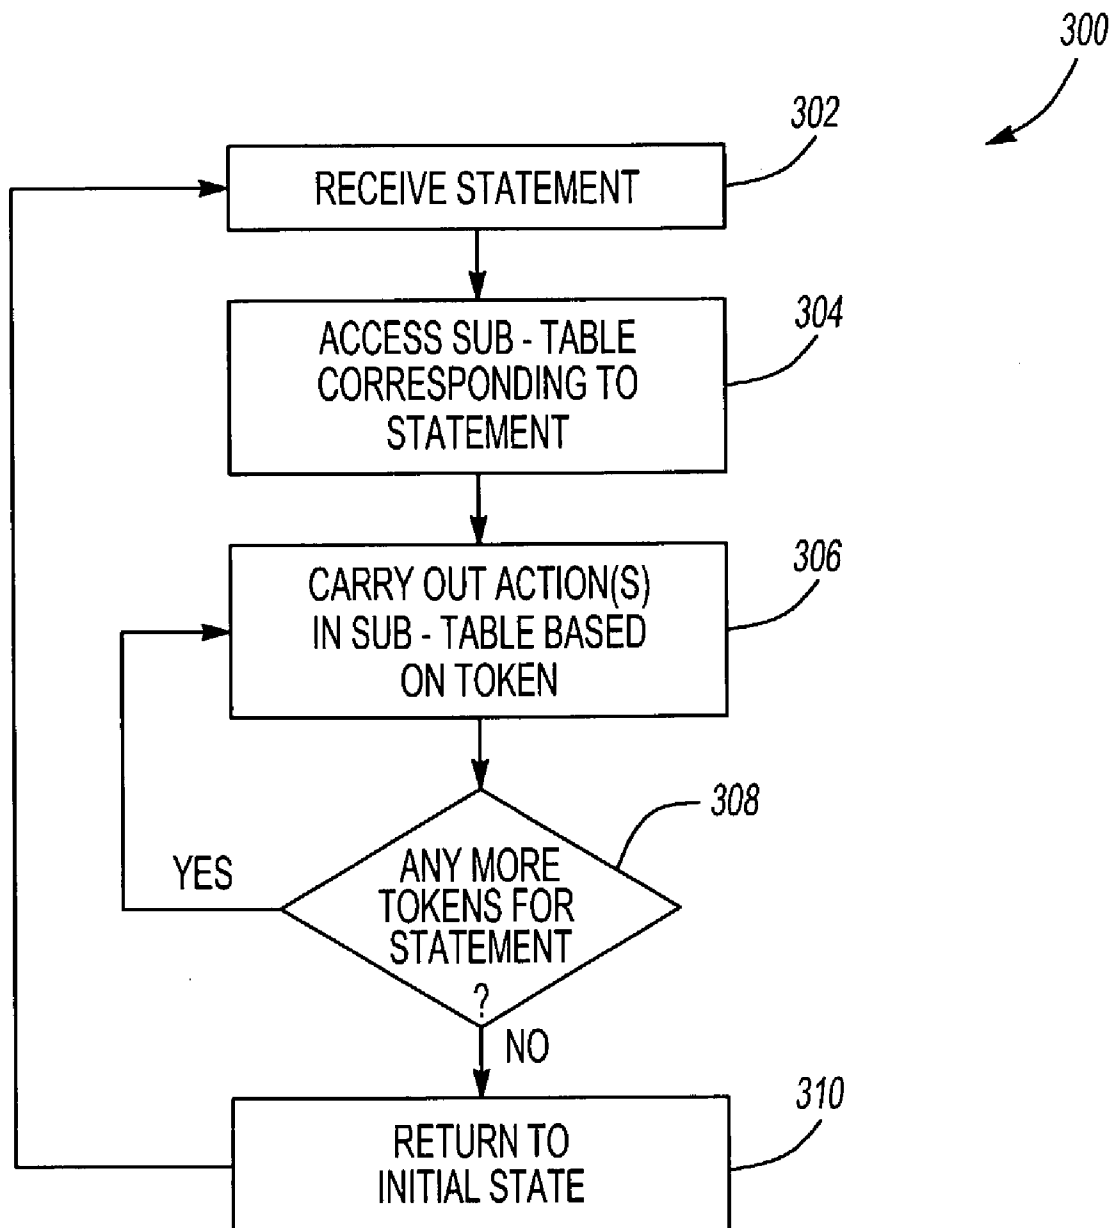 300
302
RECEIVE STATEMENT
304
ACCESS SUB - TABLE
CORRESPONDING TO
STATEMENT
306
CARRY OUT ACTION(S)
IN SUB - TABLE BASED
ON TOKEN
308
YES
ANY MORE
TOKENS FOR
STATEMENT
?
NO
310
RETURN TO
INITIAL STATE